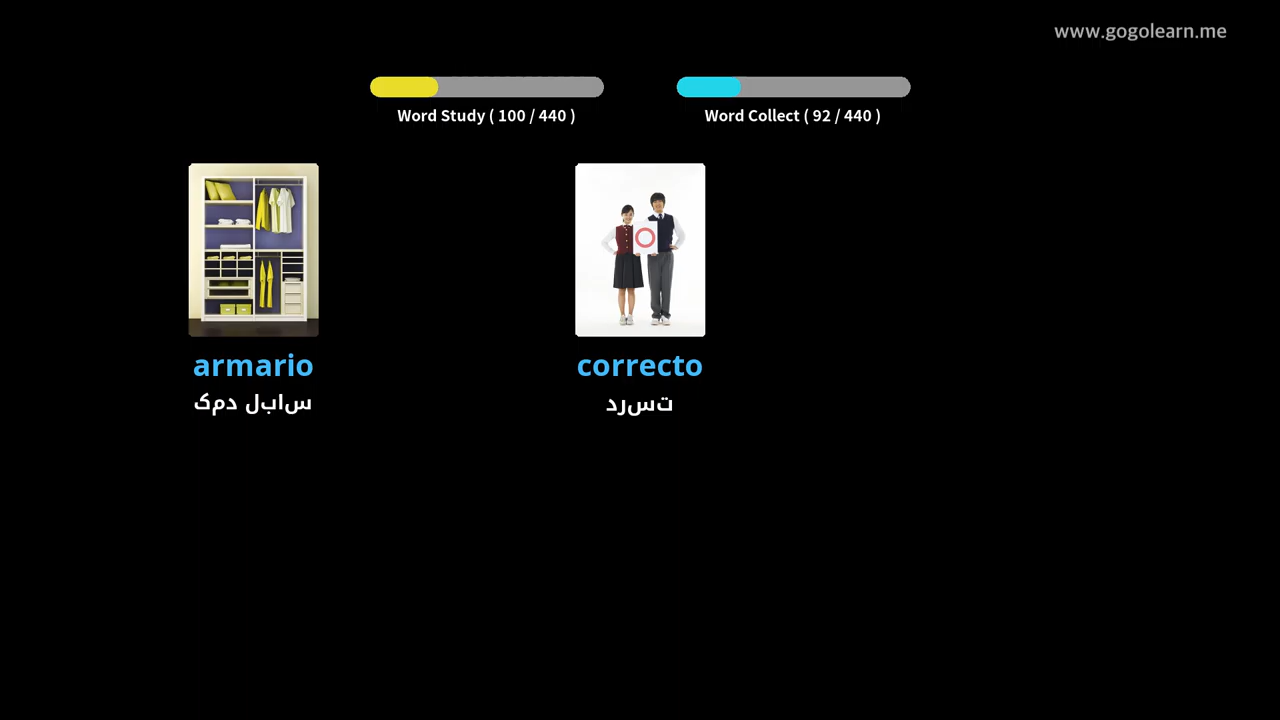 www.gogolearn.me
Word Study ( 100 / 440 )
Word Collect ( 92 / 440 )
armario
کمد لباس
correcto
درست